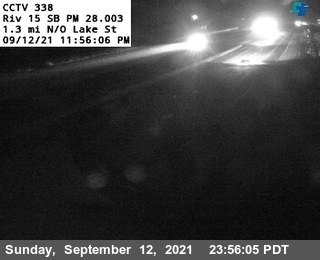 CCTV 338
Riv 15 SB PM 28.003
1.3 mi N/O Lake St
09/12/21 11:56:06 PM
Sunday, September 12, 2021 23:56:05 PDT